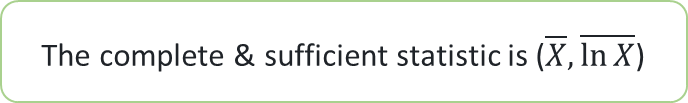 The complete & sufficient statistic is (X̅, \overline{ln X})